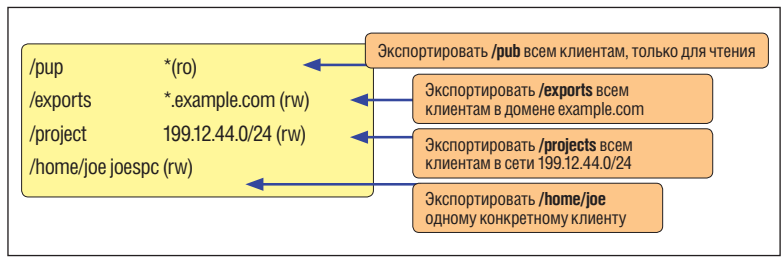 /pup *(ro)
/exports *.example.com (rw)
/project 199.12.44.0/24 (rw)
/home/joe joespc (rw)
Экспортировать /pub всем клиентам, только для чтения
Экспортировать /exports всем
клиентам в домене example.com
Экспортировать /projects всем
клиентам в сети 199.12.44.0/24
Экспортировать /home/joe
одному конкретному клиенту